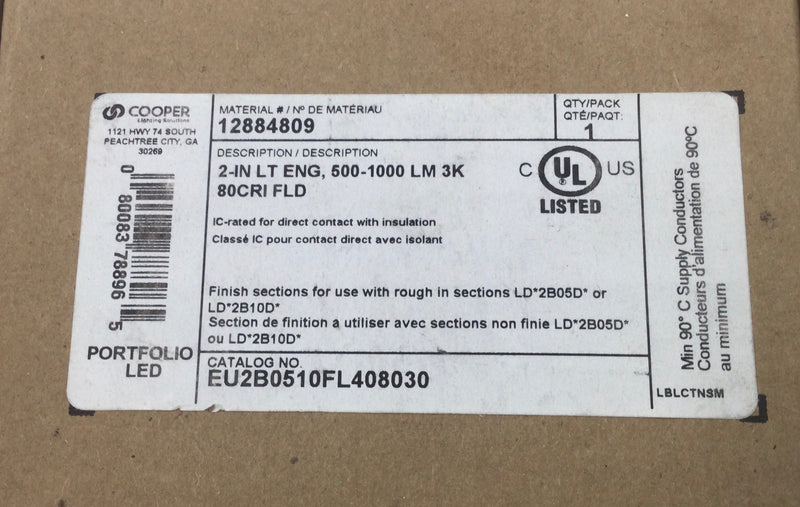 COOPER
Lighting Solutions
1121 HWY 74 SOUTH
PEACHTREE CITY, GA
30269
0 80083 78896 5
PORTFOLIO
LED
MATERIAL # / Nº DE MATÉRIAU
12884809
QTY/PACK
QTÉ/PAQT:
1
DESCRIPTION / DESCRIPTION
2-IN LT ENG, 500-1000 LM 3K
80CRI FLD
C UL US
LISTED
IC-rated for direct contact with insulation
Classé IC pour contact direct avec isolant
Finish sections for use with rough in sections LD*2B05D* or
LD*2B10D*
Section de finition a utiliser avec sections non finie LD*2B05D*
ou LD*2B10D*
CATALOG NO.
EU2B0510FL408030
Min 90° C Supply Conductors
Conducteurs d'alimentation de 90°C
au minimum
LBLCTNSM